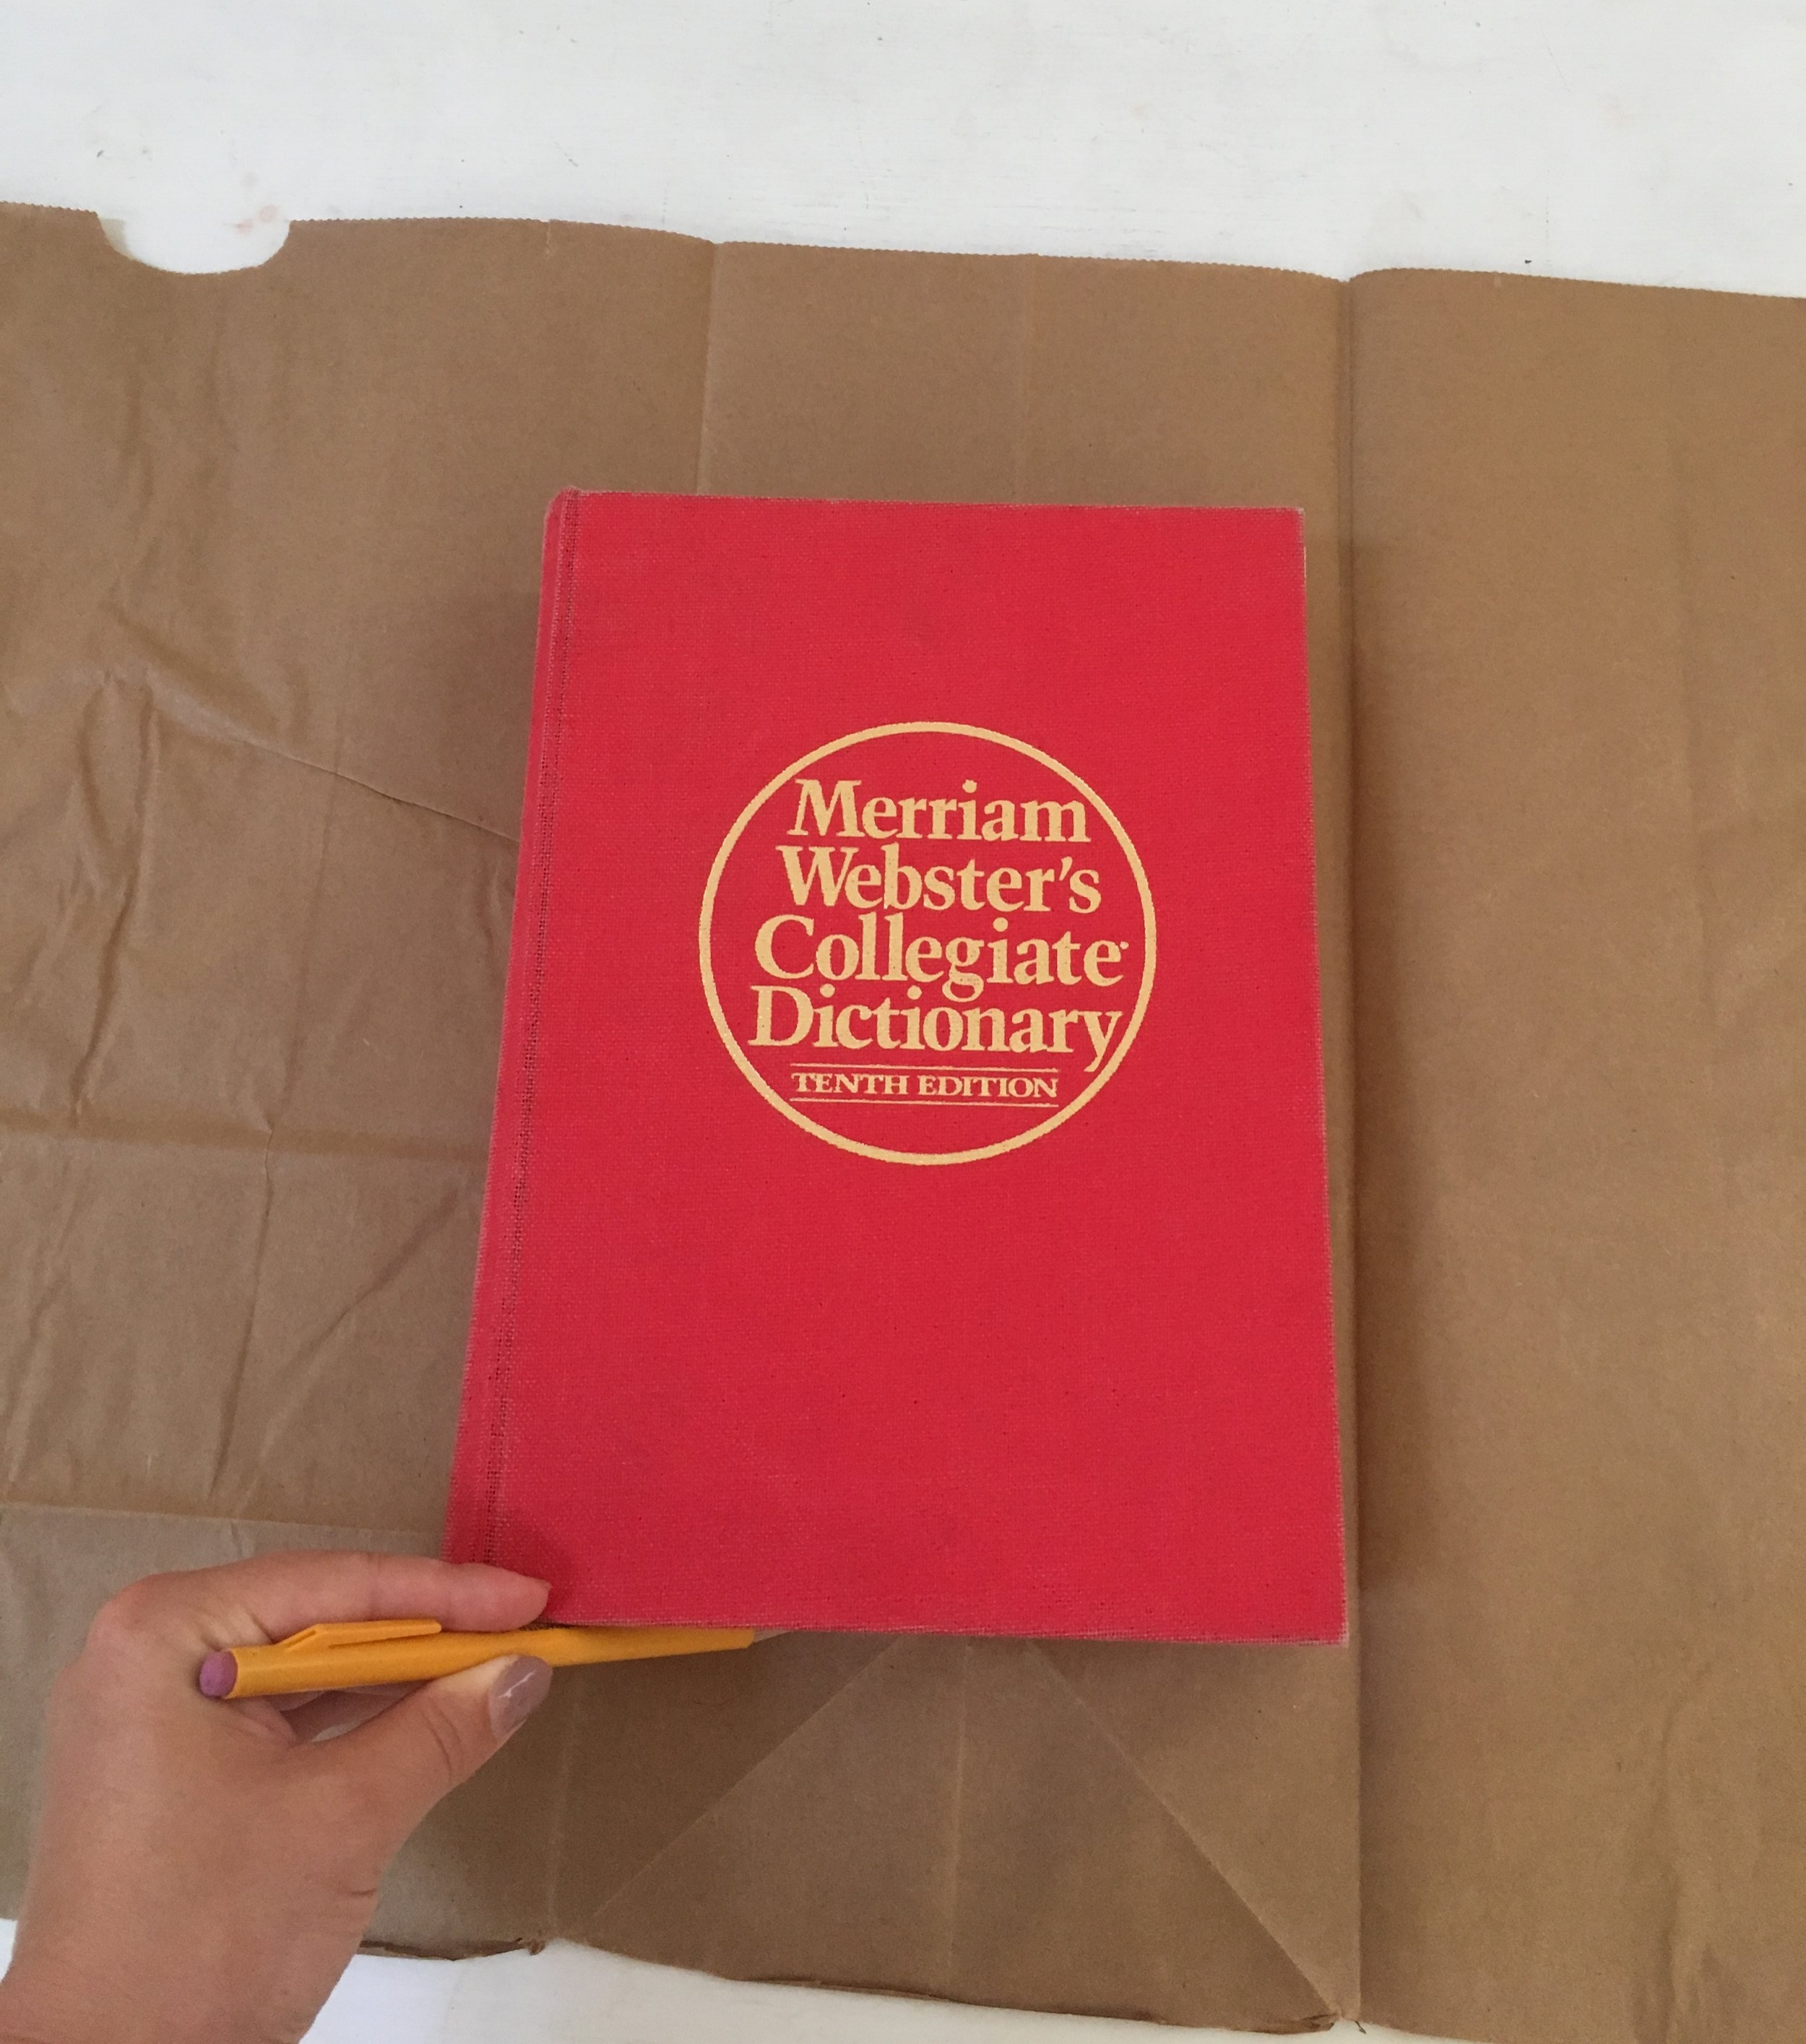 Merriam
Webster's
Collegiate®
Dictionary
TENTH EDITION